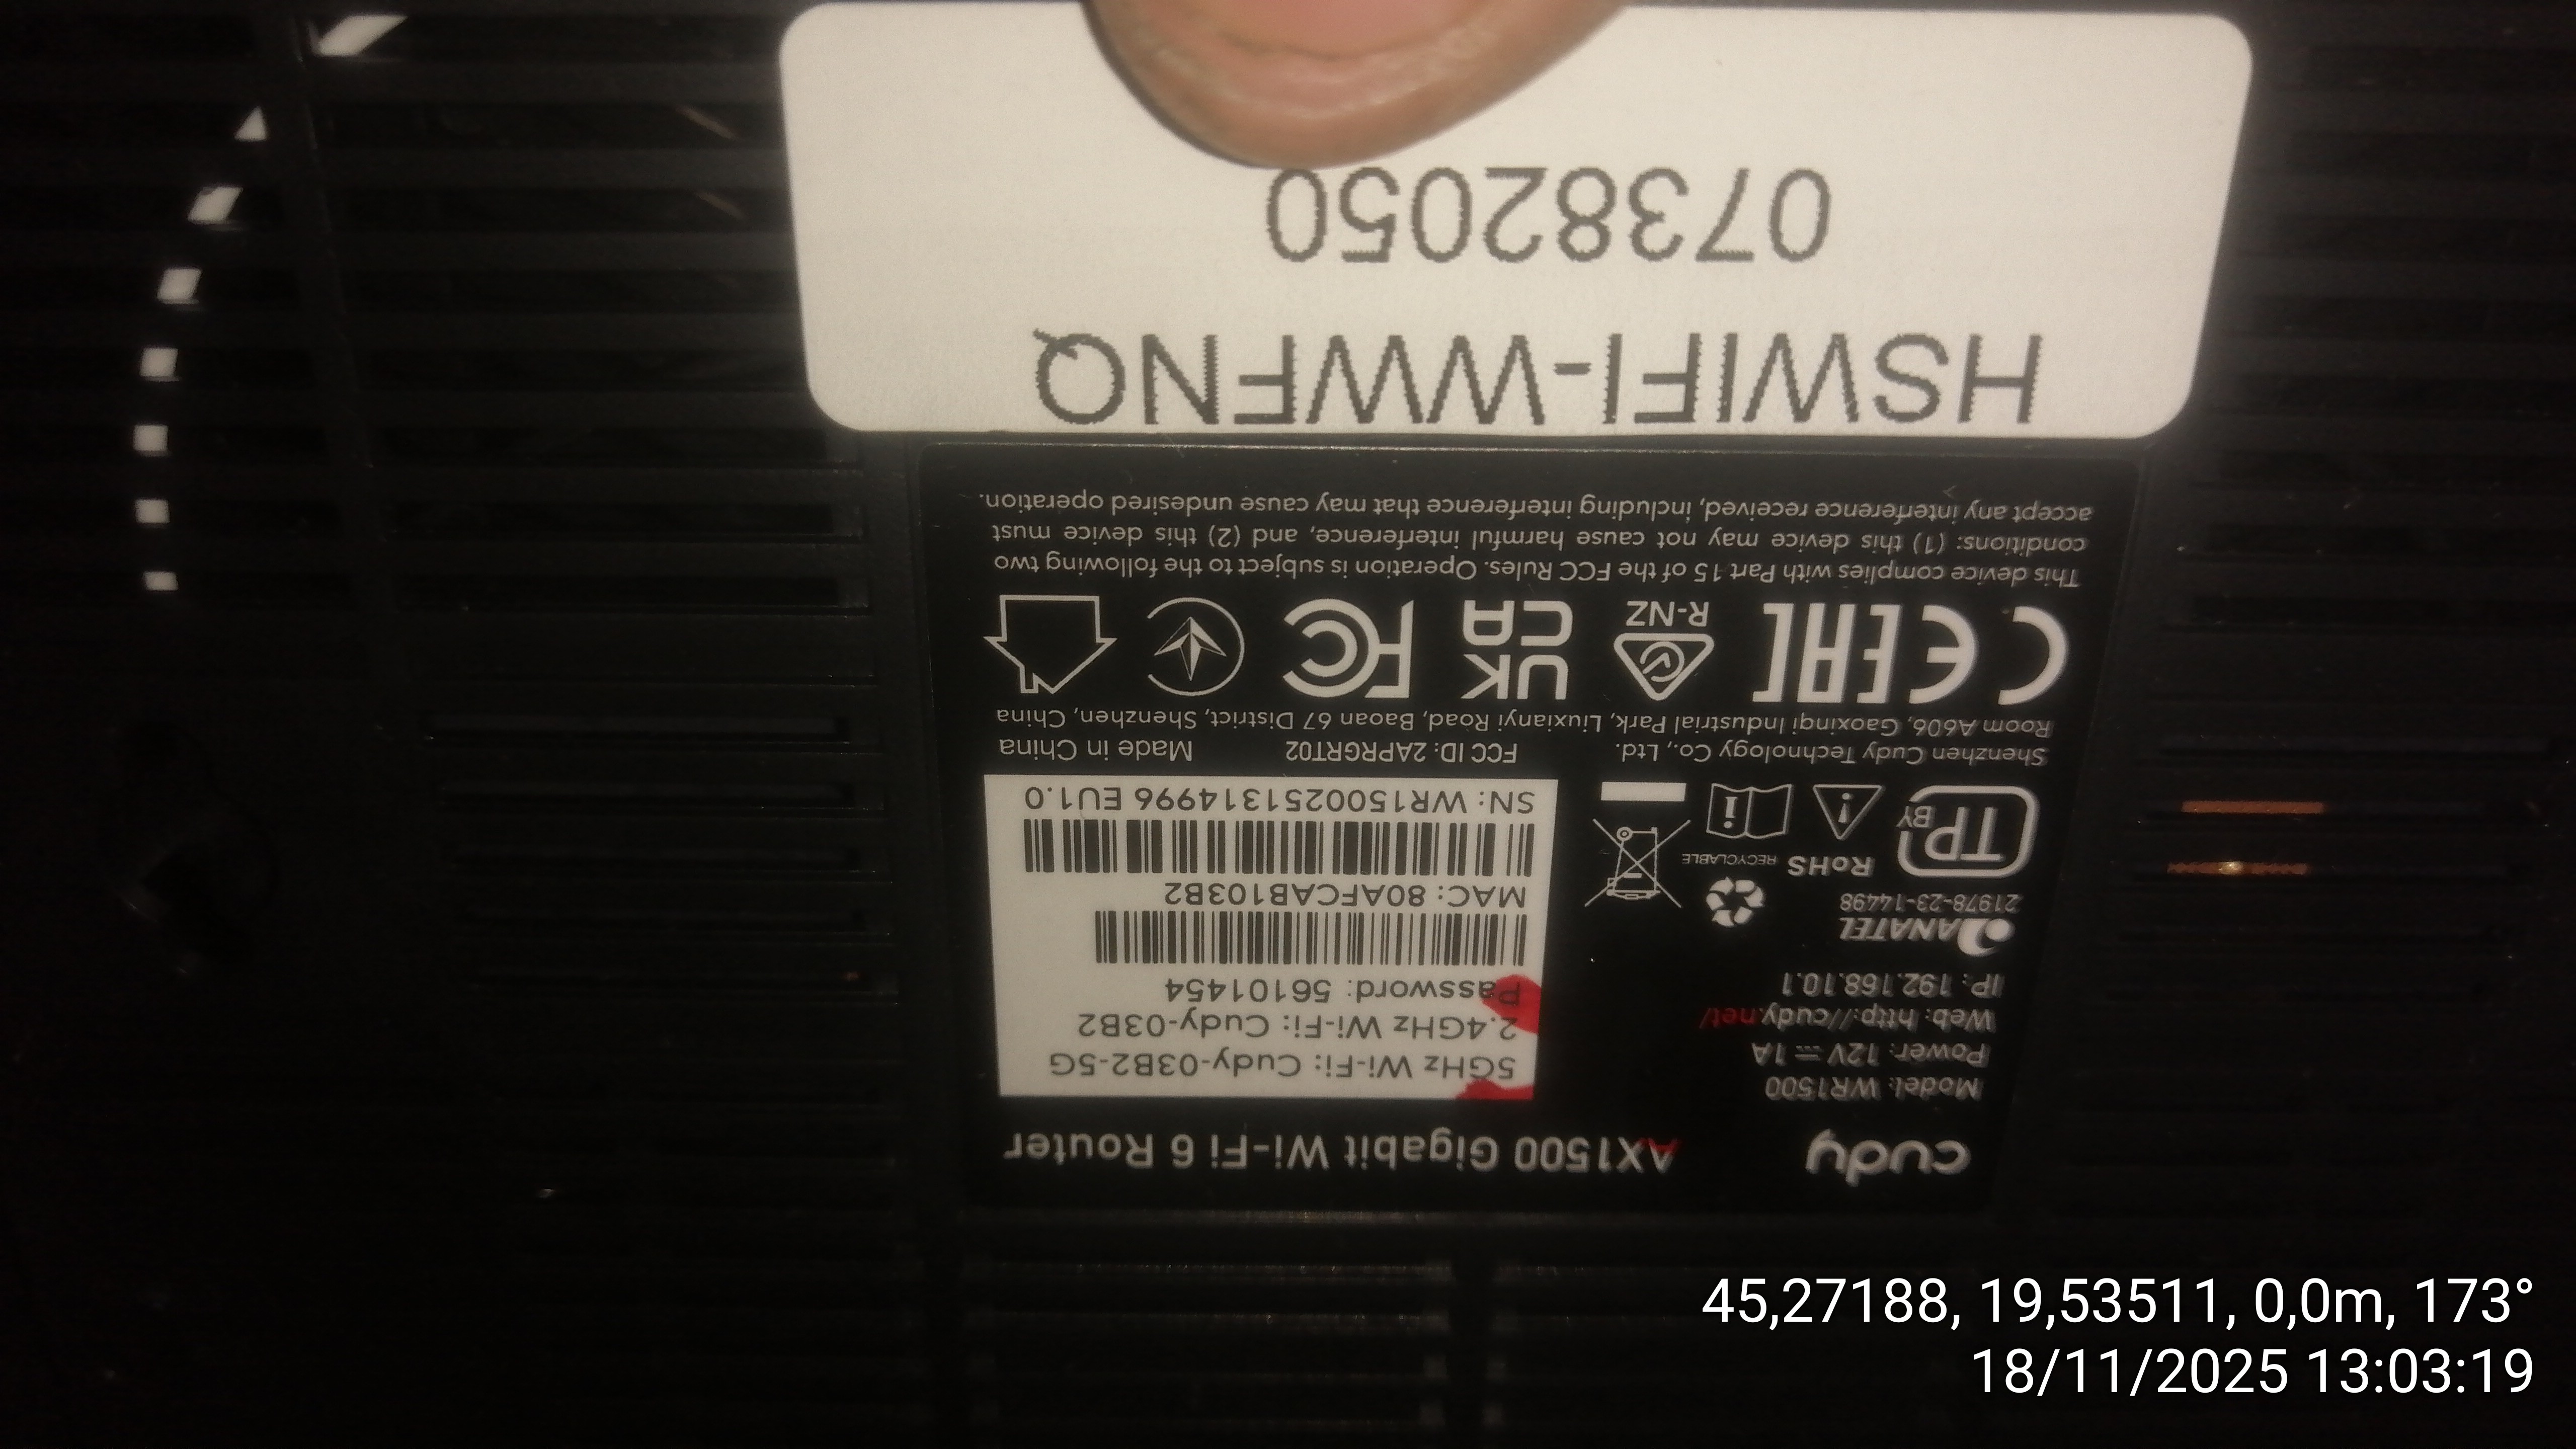 cudy
AX1500 Gigabit Wi-Fi 6 Router
Model: WR1500
Power: 12V⎓1A
Web: http://cudy.net/
IP: 192.168.10.1
ANATEL
21978-23-14498
TP
BY
RoHS
RECYCLABLE
5GHz Wi-Fi: Cudy-03B2-5G
2.4GHz Wi-Fi: Cudy-03B2
Password: 56101454
MAC: 80AFCAB103B2
SN: WR1500251314996 EU1.0
Shenzhen Cudy Technology Co., Ltd.
FCC ID: 2APRGRT02
Made in China
Room A606, Gaoxinqi Industrial Park, Liuxianyi Road, Baoan 67 District, Shenzhen, China
CE
EAC
R-NZ
UK
CA
FC
This device complies with Part 15 of the FCC Rules. Operation is subject to the following two
conditions: (1) this device may not cause harmful interference, and (2) this device must
accept any interference received, including interference that may cause undesired operation.
HSWIFI-WWFNQ
07382050
45,27188, 19,53511, 0,0m, 173°
18/11/2025 13:03:19